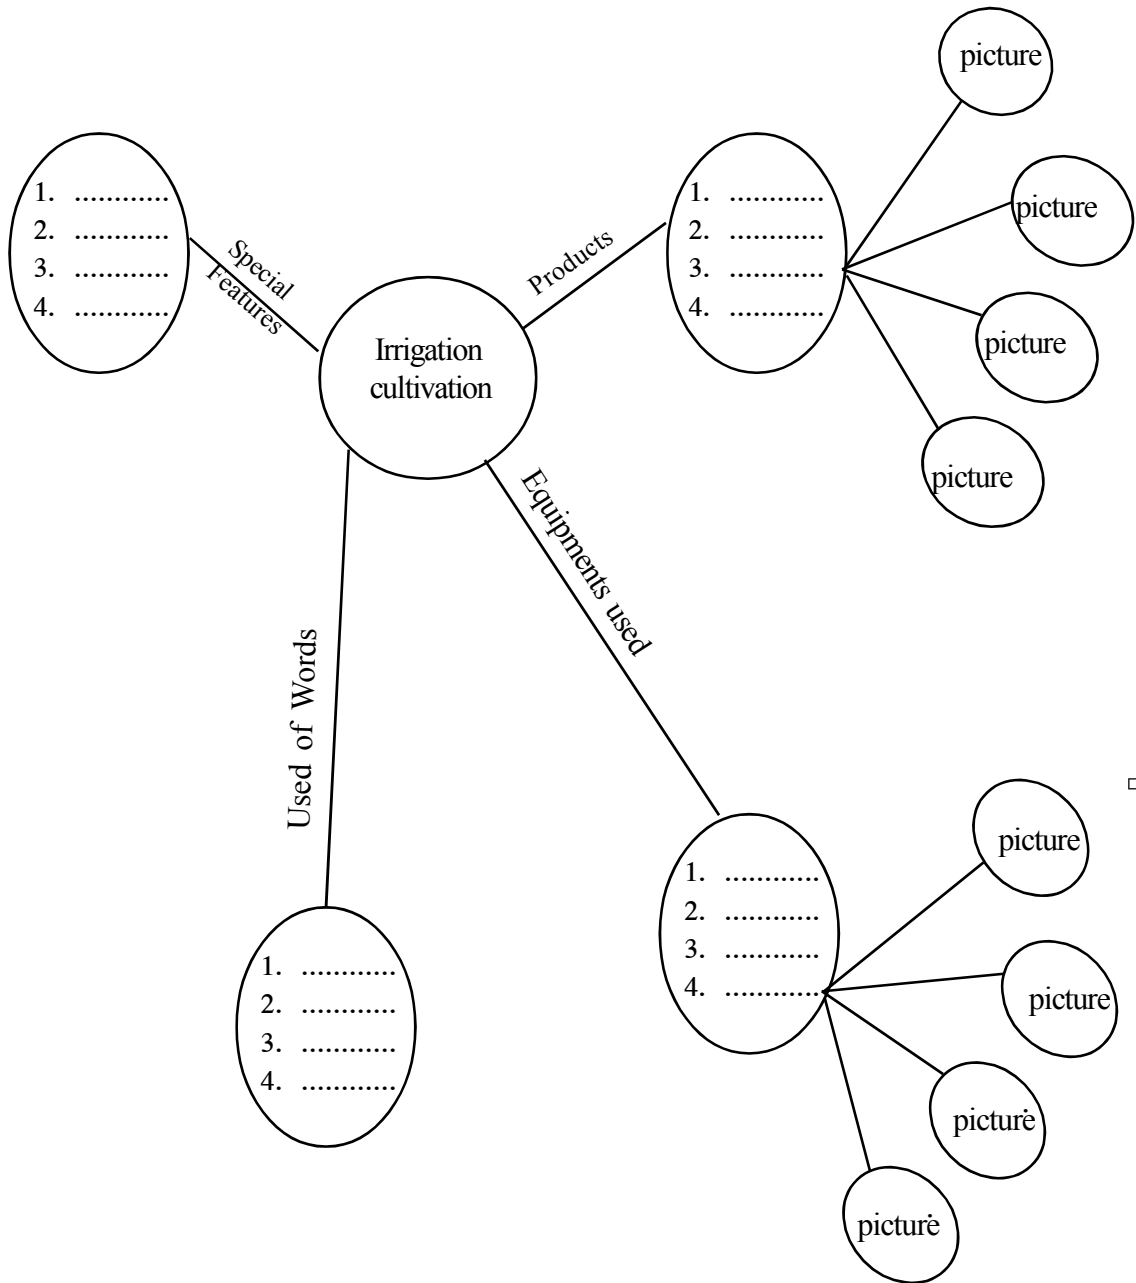 picture
picture
picture
picture
1. ............
2. ............
3. ............
4. ............
Special
Features
Irrigation
cultivation
Products
1. ............
2. ............
3. ............
4. ............
Used of Words
Equipments used
1. ............
2. ............
3. ............
4. ............
1. ............
2. ............
3. ............
4. ............
picture
picture
picture
picture